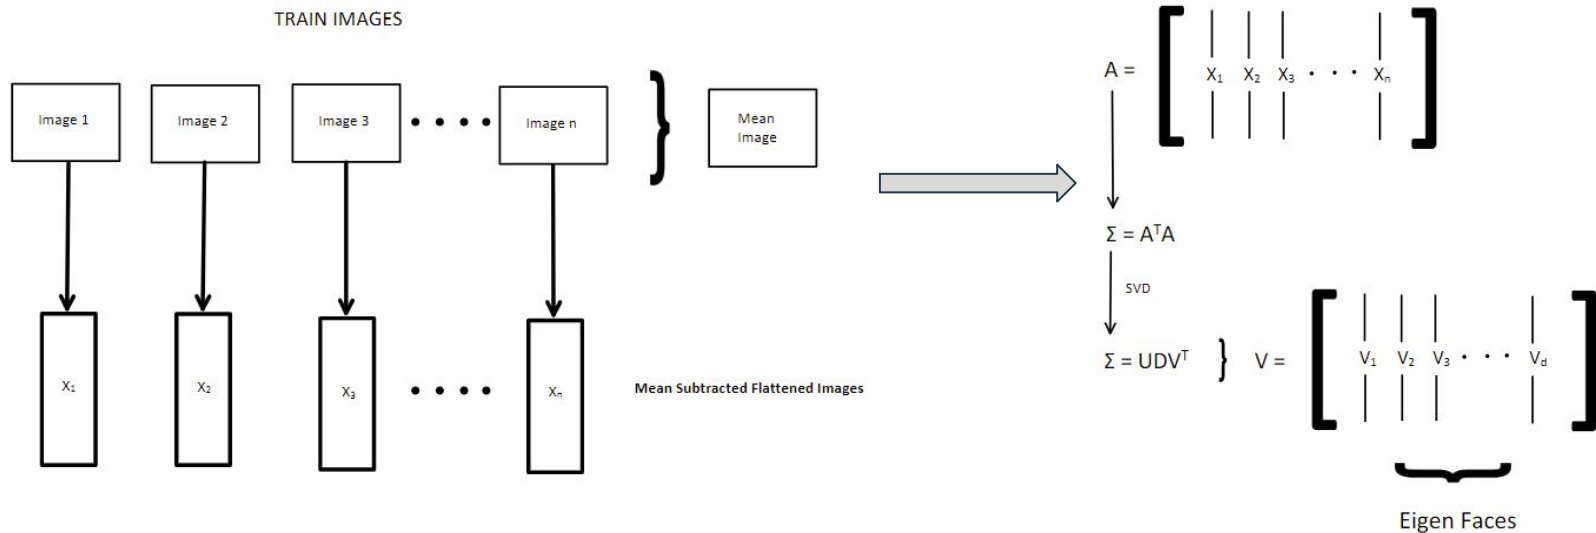 TRAIN IMAGES
Image 1
Image 2
Image 3
Image n
Mean
Image
X₁
X₂
X₃
Xₙ
Mean Subtracted Flattened Images
A =
X₁ X₂ X₃ · · · Xₙ
Σ = AᵀA
SVD
Σ = UDVᵀ } V =
V₁ V₂ V₃ · · · V_d
Eigen Faces